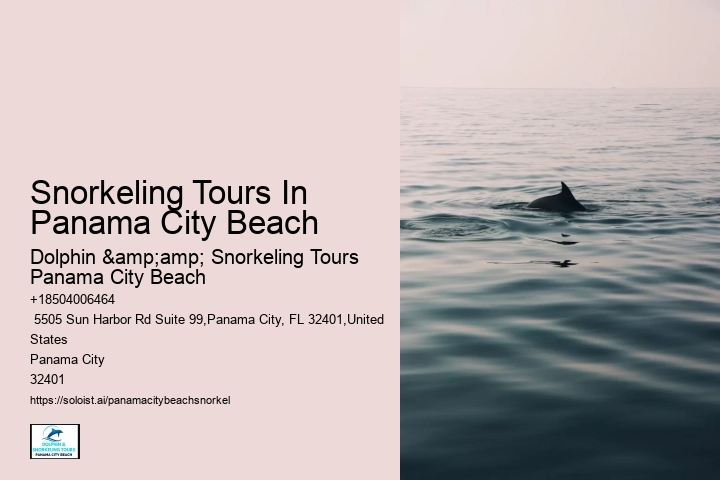 Snorkeling Tours In
Panama City Beach
Dolphin &amp;amp; Snorkeling Tours
Panama City Beach
+18504006464
5505 Sun Harbor Rd Suite 99,Panama City, FL 32401,United
States
Panama City
32401
https://soloist.ai/panamacitybeachsnorkel
DOLPHIN &
SNORKELING TOURS
PANAMA CITY BEACH